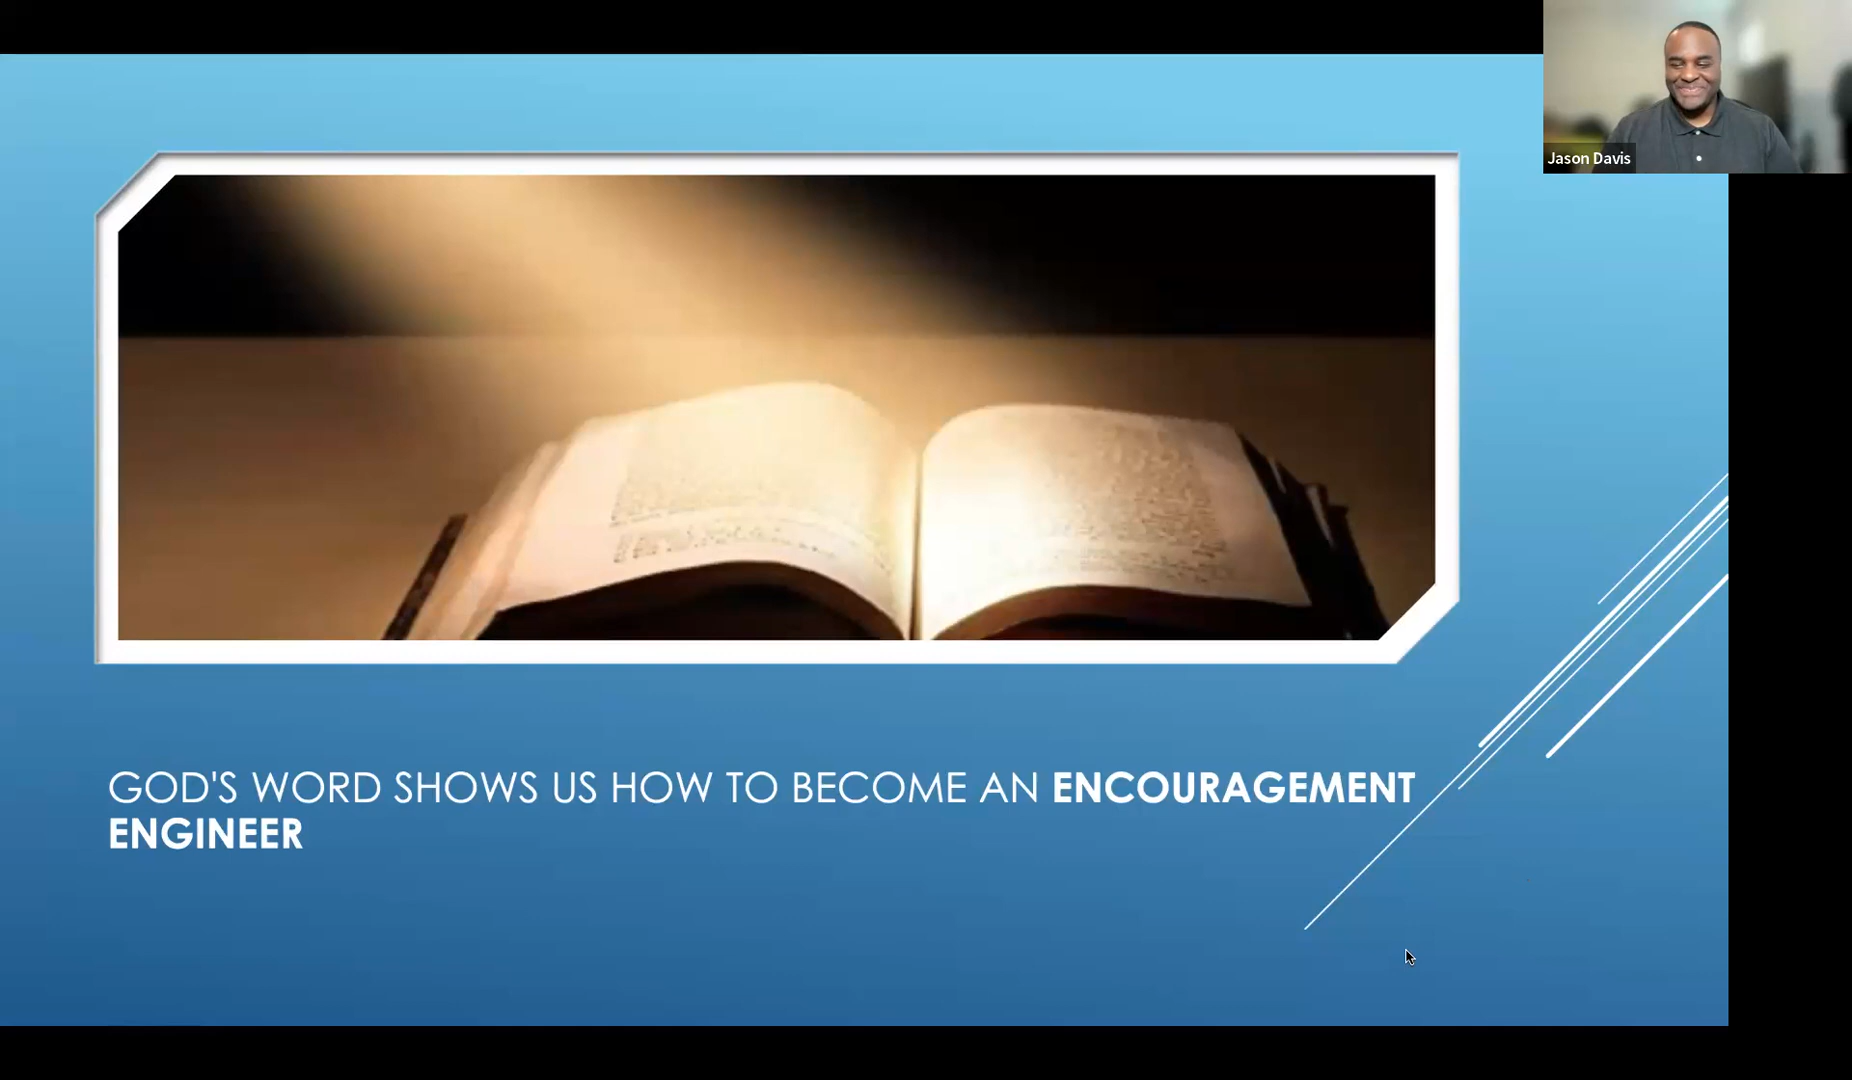 Jason Davis
GOD'S WORD SHOWS US HOW TO BECOME AN ENCOURAGEMENT
ENGINEER